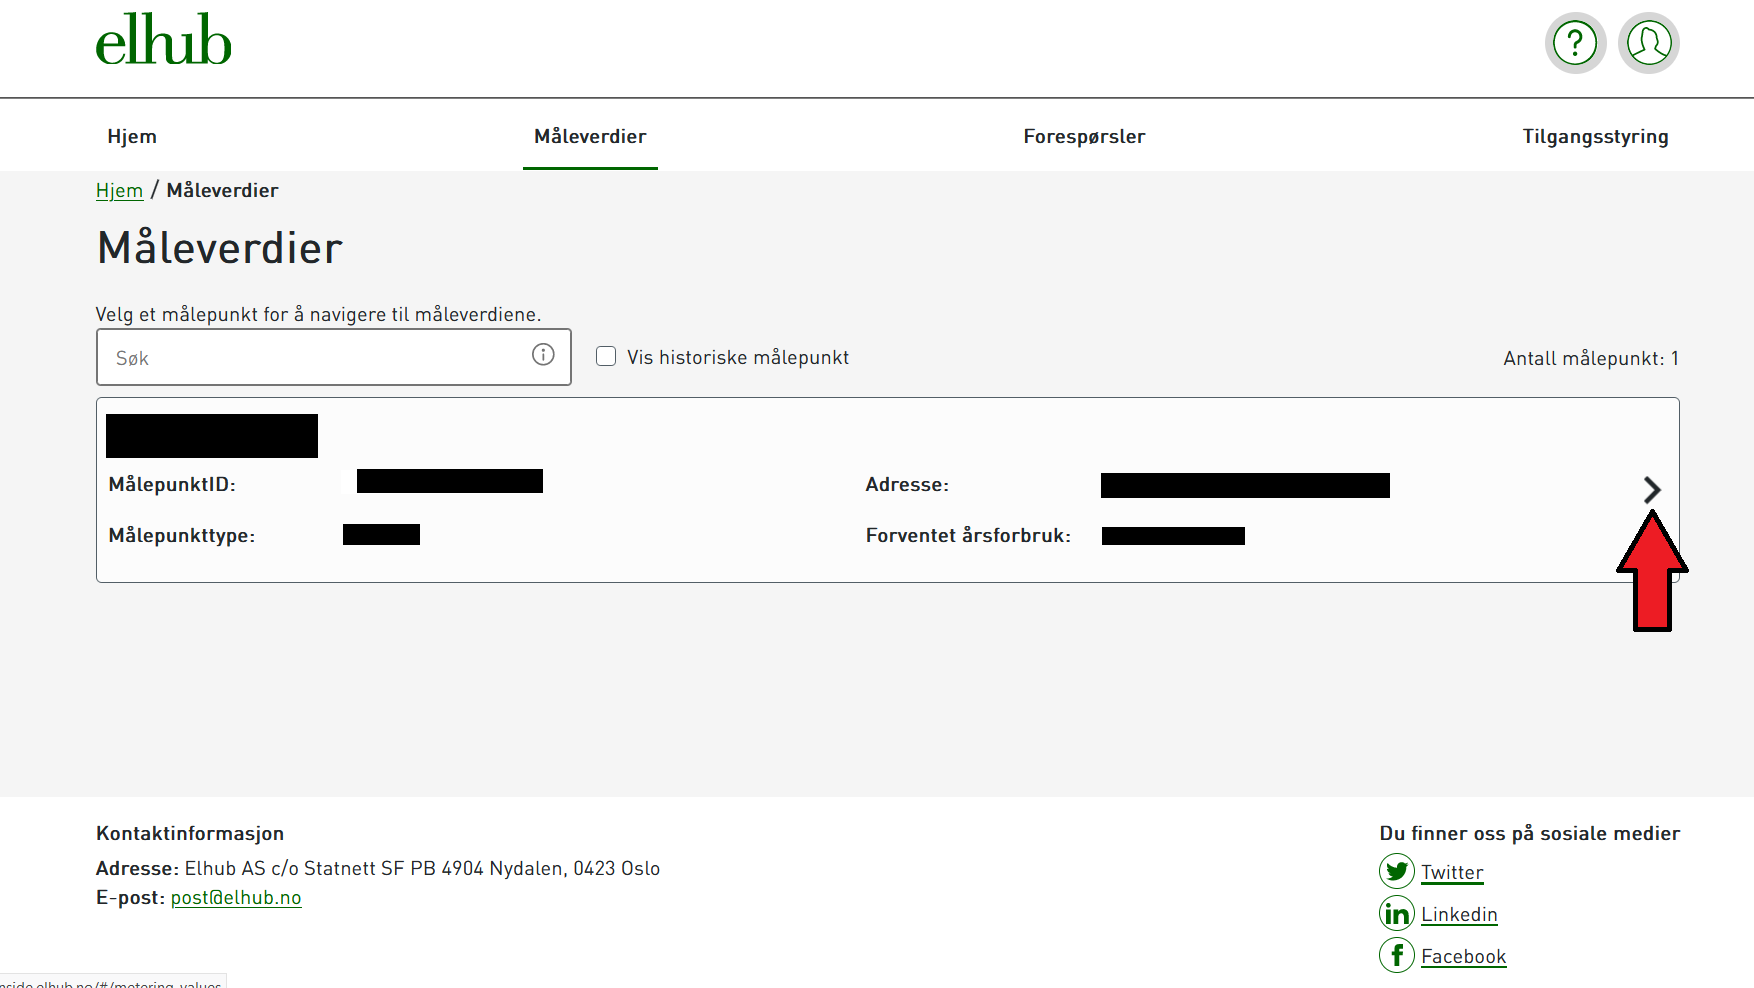 elhub
?
Hjem Måleverdier Forespørsler Tilgangsstyring
Hjem / Måleverdier
Måleverdier
Velg et målepunkt for å navigere til måleverdiene.
Søk Vis historiske målepunkt Antall målepunkt: 1
MålepunktID: Adresse:
Målepunkttype: Forventet årsforbruk:
Kontaktinformasjon Du finner oss på sosiale medier
Adresse: Elhub AS c/o Statnett SF PB 4904 Nydalen, 0423 Oslo
Twitter
E-post: post@elhub.no
in Linkedin
f Facebook
nside.elhub.no/#/metering-values